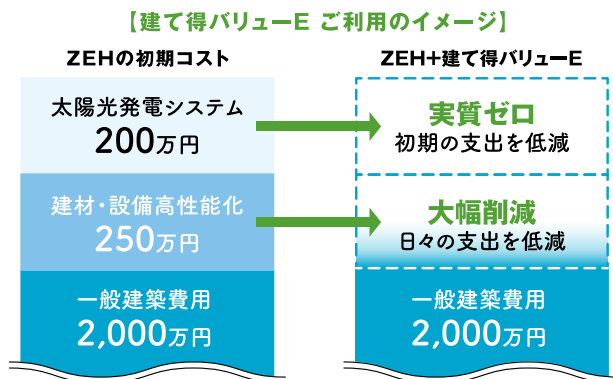 【建て得バリューE ご利用のイメージ】
ZEHの初期コスト
太陽光発電システム
200万円
建材・設備高性能化
250万円
一般建築費用
2,000万円
ZEH+建て得バリューE
実質ゼロ
初期の支出を低減
大幅削減
日々の支出を低減
一般建築費用
2,000万円